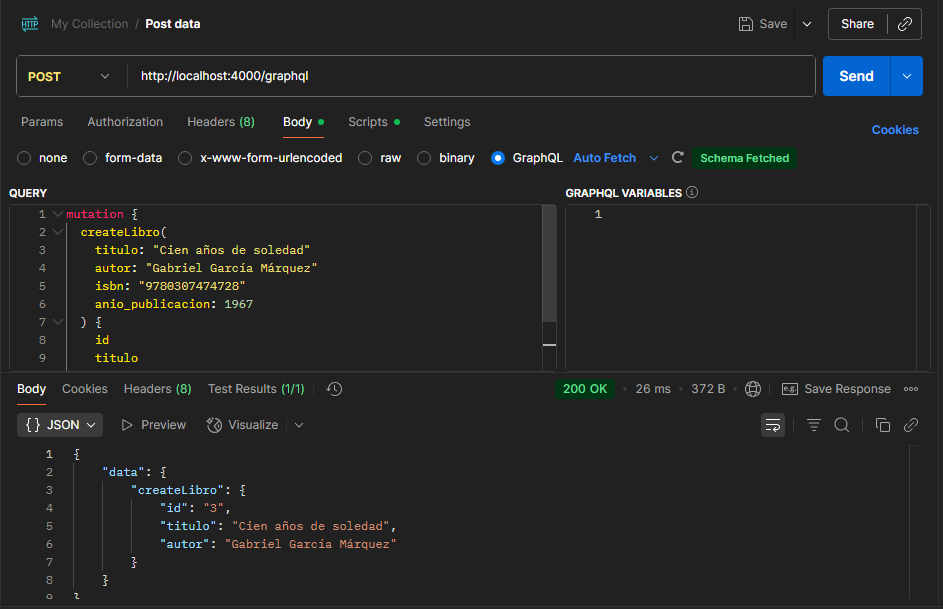 HTTP My Collection / Post data Save Share
POST http://localhost:4000/graphql Send
Params Authorization Headers (8) Body Scripts Settings Cookies
none form-data x-www-form-urlencoded raw binary GraphQL Auto Fetch Schema Fetched
QUERY GRAPHQL VARIABLES
1 mutation { 1
2 createLibro(
3 titulo: "Cien años de soledad"
4 autor: "Gabriel García Márquez"
5 isbn: "9780307474728"
6 anio_publicacion: 1967
7 ) {
8 id
9 titulo
Body Cookies Headers (8) Test Results (1/1) 200 OK • 26 ms • 372 B • e.g. Save Response
{} JSON Preview Visualize
1 {
2 "data": {
3 "createLibro": {
4 "id": "3",
5 "titulo": "Cien años de soledad",
6 "autor": "Gabriel García Márquez"
7 }
8 }
9 }